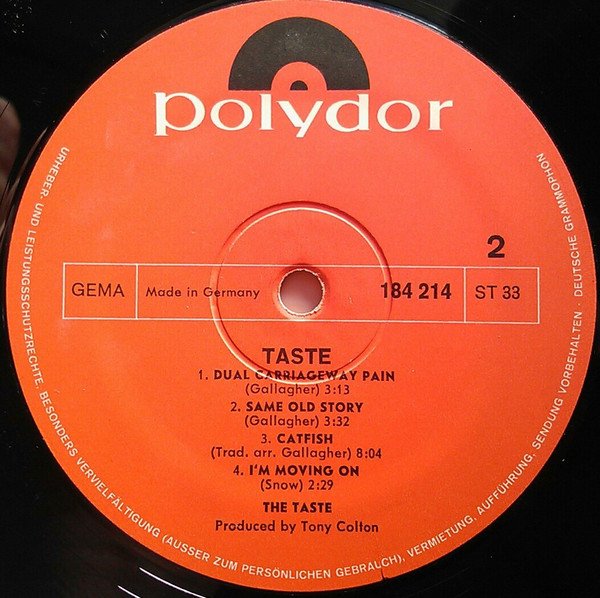 polydor
2
GEMA
Made in Germany
184 214
ST 33
TASTE
1. DUAL CARRIAGEWAY PAIN
(Gallagher) 3:13
2. SAME OLD STORY
(Gallagher) 3:32
3. CATFISH
(Trad. arr. Gallagher) 8:04
4. I'M MOVING ON
(Snow) 2:29
THE TASTE
Produced by Tony Colton
URHEBER- UND LEISTUNGSSCHUTZRECHTE, BESONDERS VERVIELFÄLTIGUNG (AUSSER ZUM PERSÖNLICHEN GEBRAUCH), VERMIETUNG, AUFFÜHRUNG, SENDUNG VORBEHALTEN · DEUTSCHE GRAMMOPHON